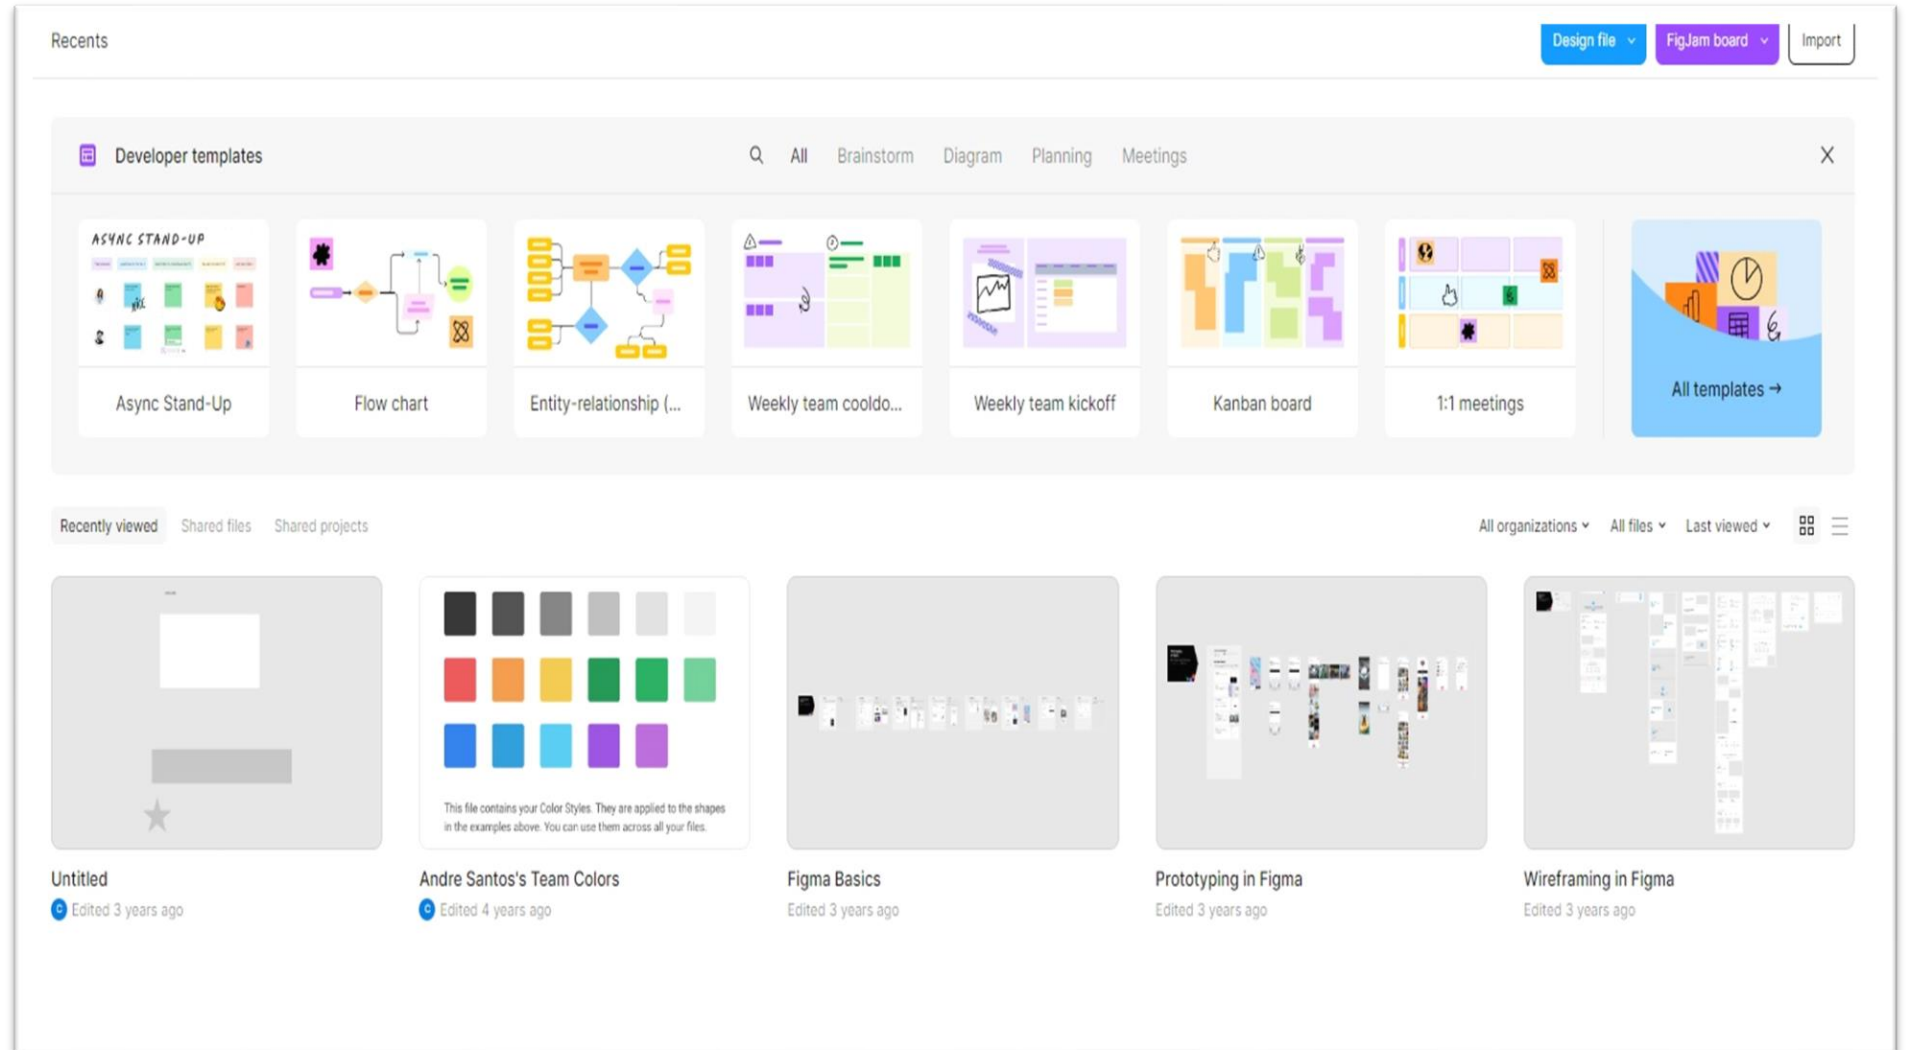 Recents
Design file
FigJam board
Import
Developer templates
All
Brainstorm
Diagram
Planning
Meetings
ASYNC STAND-UP
Async Stand-Up
Flow chart
Entity-relationship (...
Weekly team cooldo...
Weekly team kickoff
Kanban board
1:1 meetings
All templates →
Recently viewed
Shared files
Shared projects
All organizations
All files
Last viewed
This file contains your Color Styles. They are applied to the shapes
in the examples above. You can use them across all your files.
Untitled
C Edited 3 years ago
Andre Santos's Team Colors
C Edited 4 years ago
Figma Basics
Edited 3 years ago
Prototyping in Figma
Edited 3 years ago
Wireframing in Figma
Edited 3 years ago